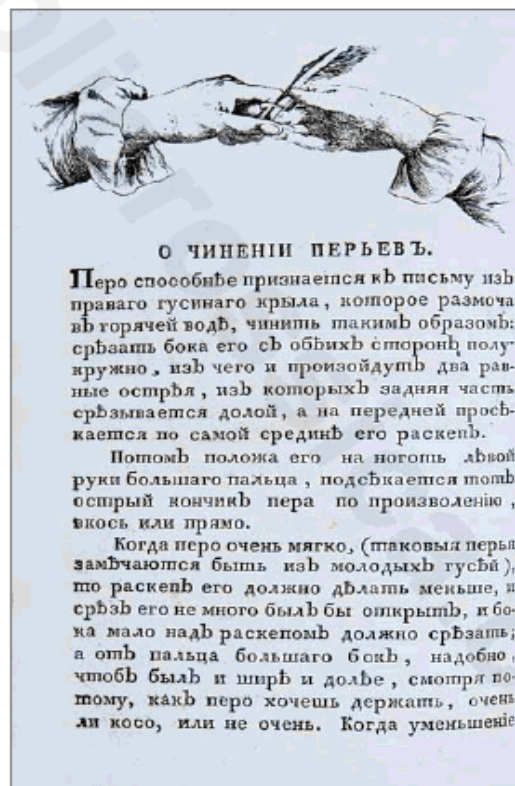 О ЧИНЕНІИ ПЕРЬЕВЪ.
Перо способнѣе признается къ письму изъ
праваго гусинаго крыла, которое размоча
въ горячей водѣ, чинить такимъ образомъ:
срѣзать бока его съ обѣихъ сторонъ полу-
кружно, изъ чего и произойдутъ два рав-
ные острѣя, изъ которыхъ задняя часть
срѣзывается долой, а на передней просѣ-
кается по самой срединѣ его раскепъ.
Потомъ положа его на ноготь лѣвой
руки большаго пальца, подсѣкается тотъ
острый кончикъ пера по произволенію,
вкось или прямо.
Когда перо очень мягко, (таковыя перья
замѣчаются быть изъ молодыхъ гусѣй),
то раскепъ его должно дѣлать меньше, и
срѣзъ его не много былъ бы открытъ, и бо-
ка мало надъ раскепомъ должно срѣзать;
а отъ пальца большаго бокъ, надобно,
чтобъ былъ и ширѣ и долѣе, смотря по-
тому, какъ перо хочешь держать, очень
ли косо, или не очень. Когда уменьшеніе